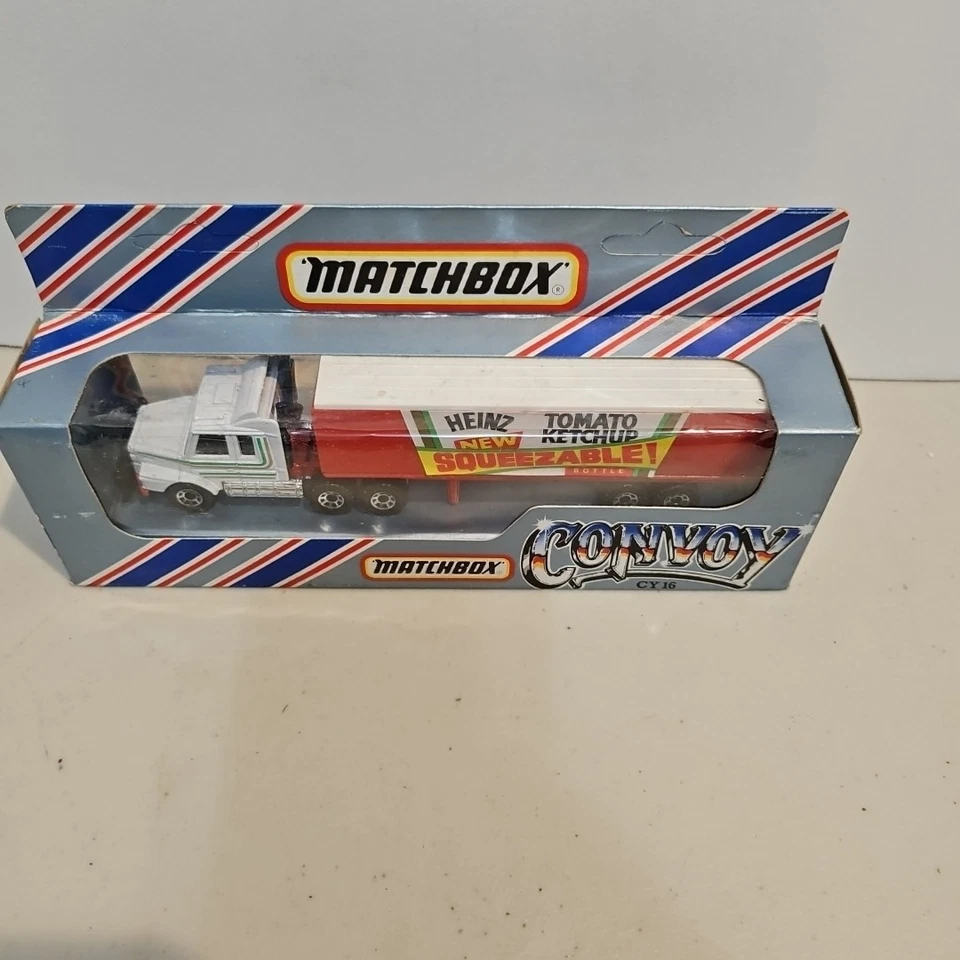 "MATCHBOX"®
HEINZ TOMATO KETCHUP
NEW
SQUEEZABLE!
BOTTLE
"MATCHBOX"
CONVOY
CY 16